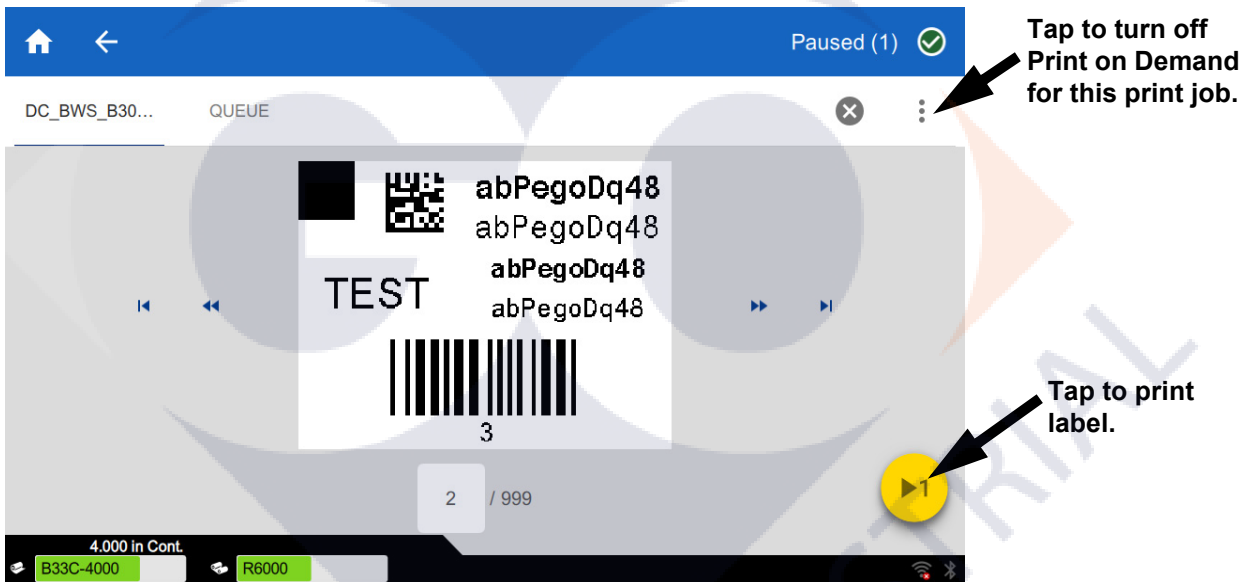 Paused (1)
Tap to turn off
Print on Demand
for this print job.
DC_BWS_B30...
QUEUE
abPegoDq48
abPegoDq48
abPegoDq48
TEST
abPegoDq48
3
Tap to print
label.
▶1
2 / 999
4.000 in Cont.
B33C-4000
R6000
TRIAL